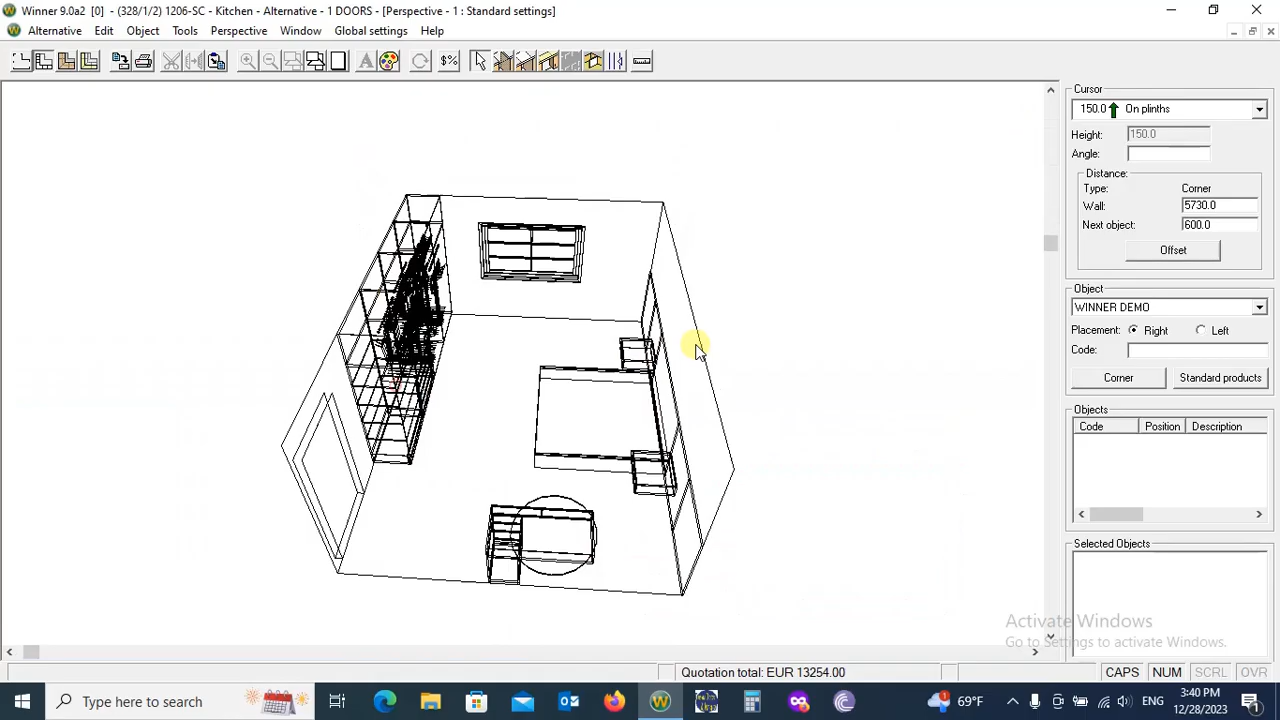 Winner 9.0a2 [0] - (328/1/2) 1206-SC - Kitchen - Alternative - 1 DOORS - [Perspective - 1 : Standard settings]
Alternative Edit Object Tools Perspective Window Global settings Help
A $%
Cursor
150.0 On plinths
Height: 150.0
Angle:
Distance:
Type: Corner
Wall: 5730.0
Next object: 600.0
Offset
Object
WINNER DEMO
Placement: Right Left
Code:
Corner Standard products
Objects
Code Position Description
Selected Objects
Activate Windows
Go to Settings to activate Windows.
Quotation total: EUR 13254.00 CAPS NUM SCRL OVR
Type here to search 69°F ENG 3:40 PM
12/28/2023 1